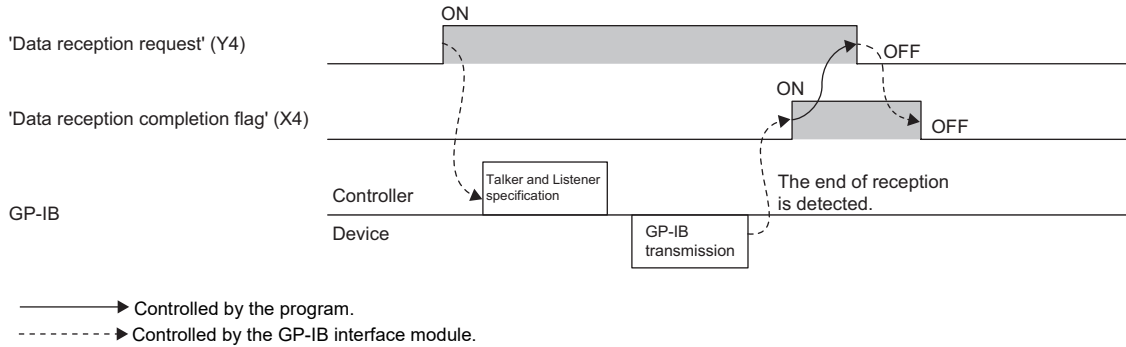 ON
'Data reception request' (Y4)
OFF
ON
'Data reception completion flag' (X4)
OFF
Talker and Listener
specification
The end of reception
is detected.
Controller
GP-IB
Device
GP-IB
transmission
Controlled by the program.
Controlled by the GP-IB interface module.